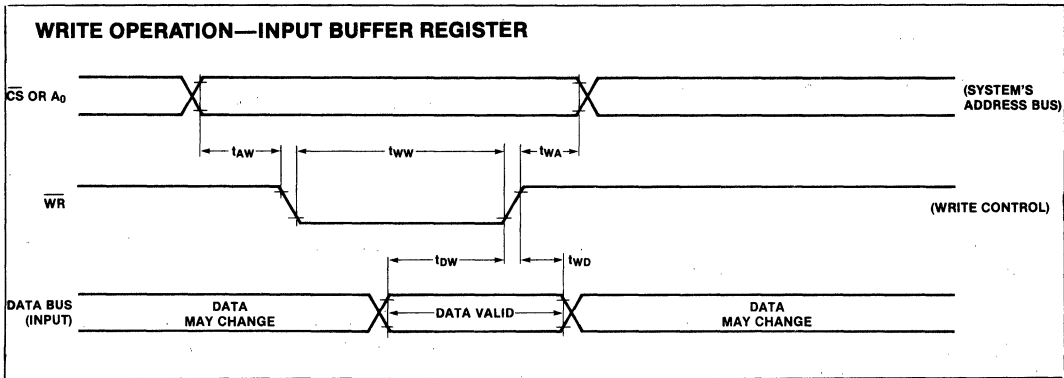 WRITE OPERATION—INPUT BUFFER REGISTER
CS OR A0
(SYSTEM'S
ADDRESS BUS)
tAW
tWW
tWA
WR
(WRITE CONTROL)
tDW
tWD
DATA BUS
(INPUT)
DATA
MAY CHANGE
DATA VALID
DATA
MAY CHANGE